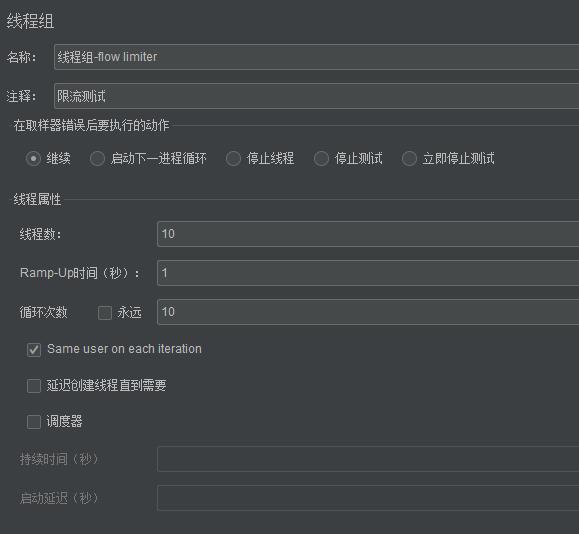 线程组
名称： 线程组-flow limiter
注释： 限流测试
在取样器错误后要执行的动作
继续 启动下一进程循环 停止线程 停止测试 立即停止测试
线程属性
线程数： 10
Ramp-Up时间（秒）： 1
循环次数 永远 10
Same user on each iteration
延迟创建线程直到需要
调度器
持续时间（秒）
启动延迟（秒）